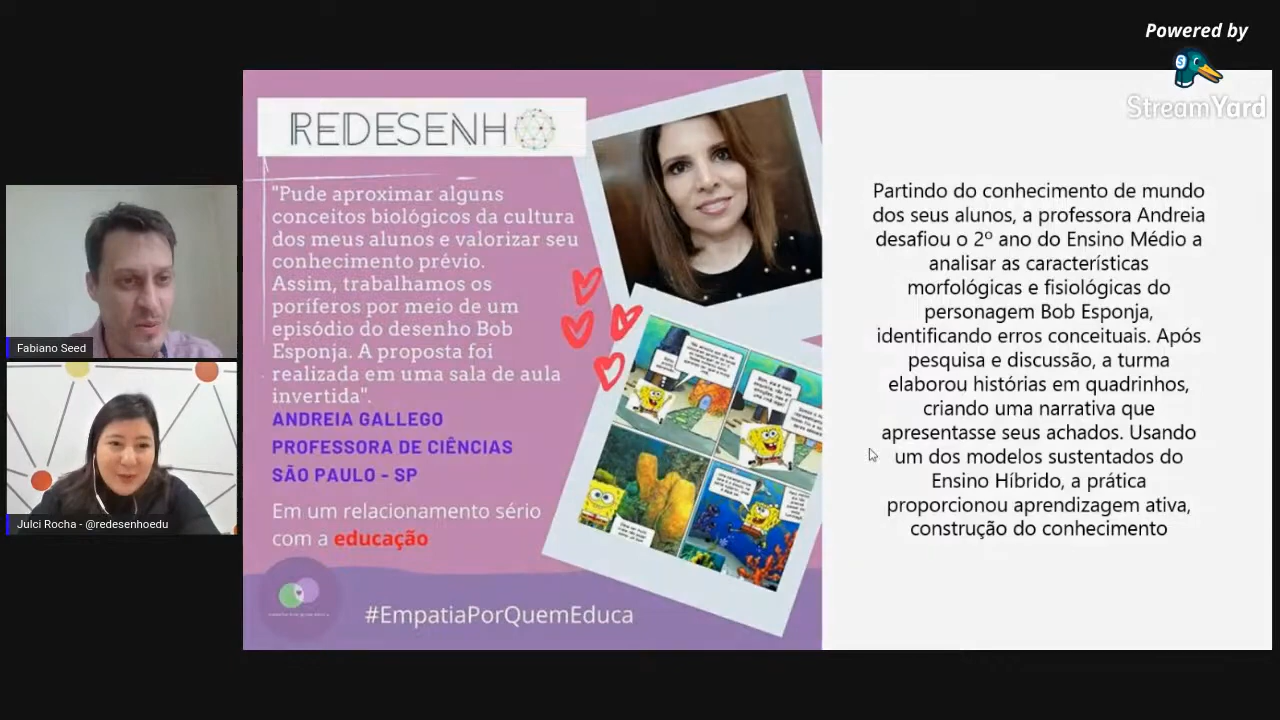 Powered by
StreamYard
REDESENHO
"Pude aproximar alguns
conceitos biológicos da cultura
dos meus alunos e valorizar seu
conhecimento prévio.
Assim, trabalhamos os
poríferos por meio de um
episódio do desenho Bob
Esponja. A proposta foi
realizada em uma sala de aula
invertida".
ANDREIA GALLEGO
PROFESSORA DE CIÊNCIAS
SÃO PAULO - SP
Em um relacionamento sério
com a educação
#EmpatiaPorQuemEduca
Partindo do conhecimento de mundo
dos seus alunos, a professora Andreia
desafiou o 2º ano do Ensino Médio a
analisar as características
morfológicas e fisiológicas do
personagem Bob Esponja,
identificando erros conceituais. Após
pesquisa e discussão, a turma
elaborou histórias em quadrinhos,
criando uma narrativa que
apresentasse seus achados. Usando
um dos modelos sustentados do
Ensino Híbrido, a prática
proporcionou aprendizagem ativa,
construção do conhecimento
Fabiano Seed
Julci Rocha - @redesenhoedu